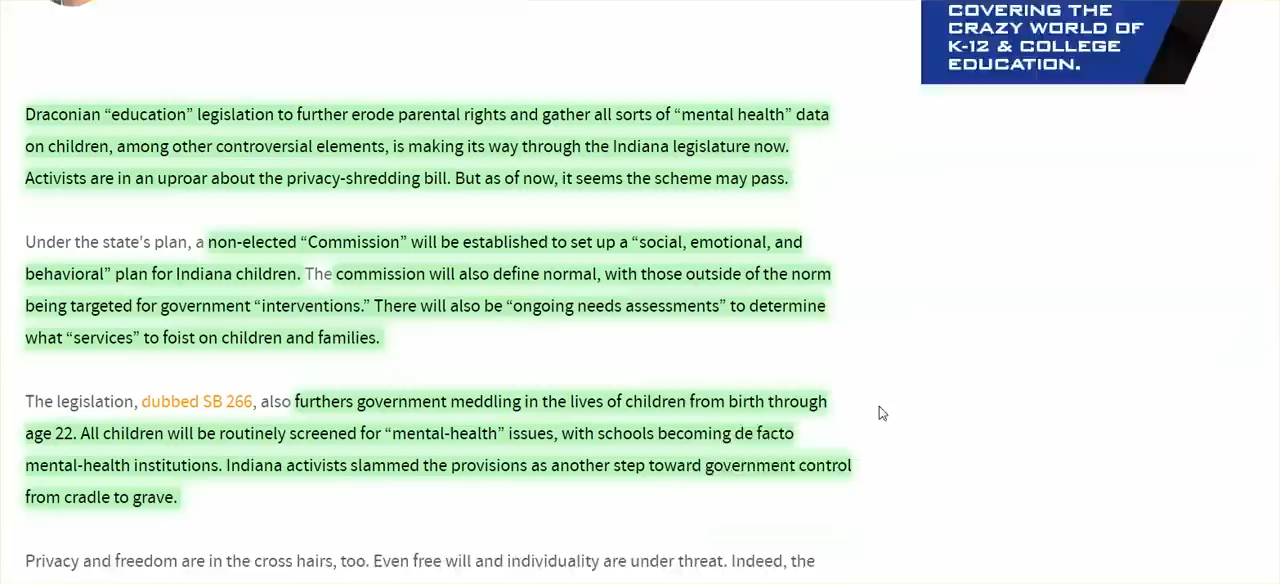 COVERING THE
CRAZY WORLD OF
K-12 & COLLEGE
EDUCATION.
Draconian “education” legislation to further erode parental rights and gather all sorts of “mental health” data
on children, among other controversial elements, is making its way through the Indiana legislature now.
Activists are in an uproar about the privacy-shredding bill. But as of now, it seems the scheme may pass.
Under the state's plan, a non-elected “Commission” will be established to set up a “social, emotional, and
behavioral” plan for Indiana children. The commission will also define normal, with those outside of the norm
being targeted for government “interventions.” There will also be “ongoing needs assessments” to determine
what “services” to foist on children and families.
The legislation, dubbed SB 266, also furthers government meddling in the lives of children from birth through
age 22. All children will be routinely screened for “mental-health” issues, with schools becoming de facto
mental-health institutions. Indiana activists slammed the provisions as another step toward government control
from cradle to grave.
Privacy and freedom are in the cross hairs, too. Even free will and individuality are under threat. Indeed, the